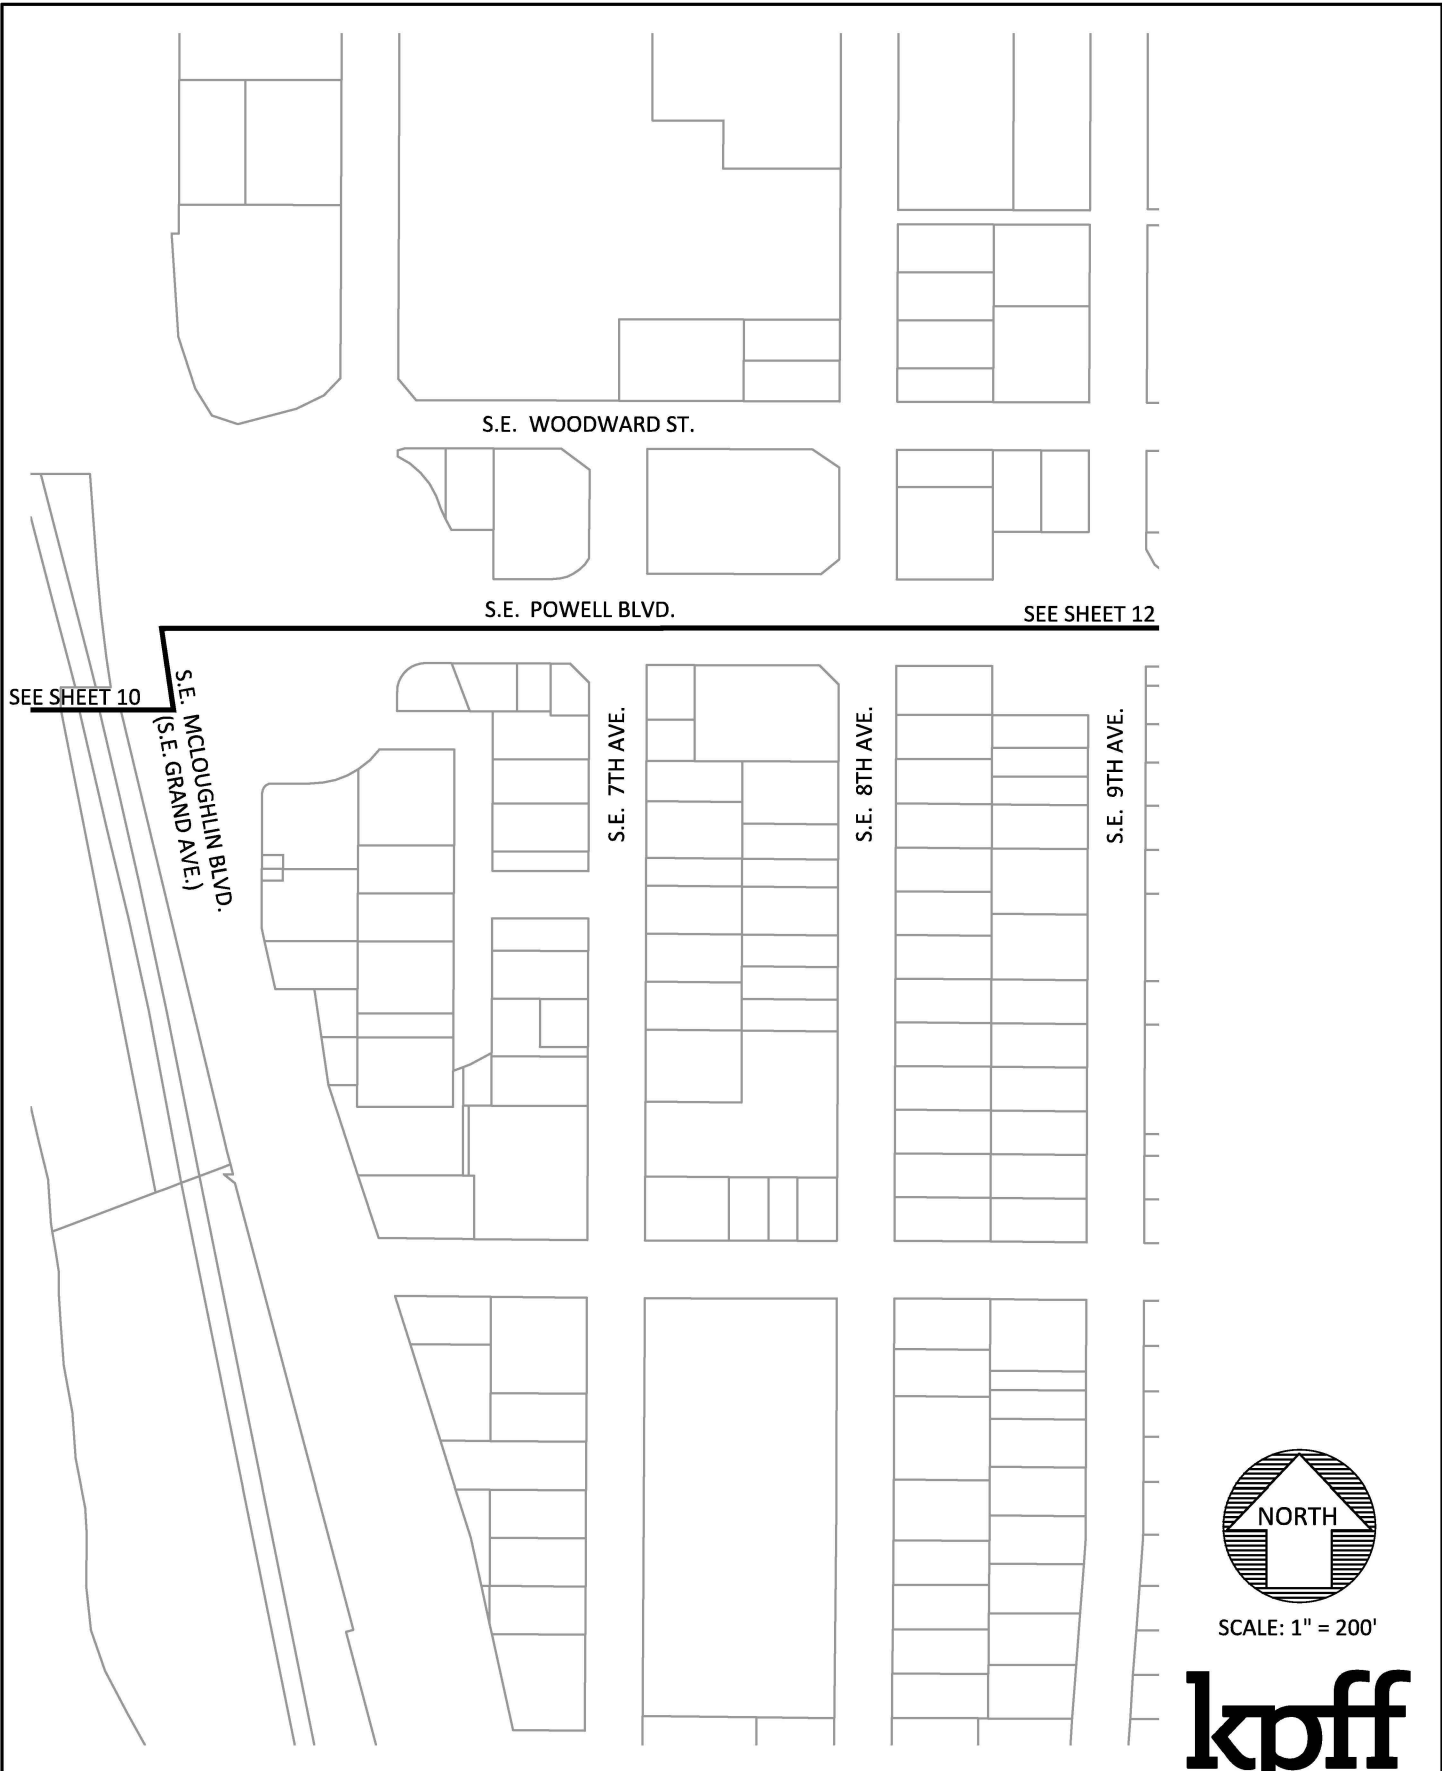 S.E. WOODWARD ST.
S.E. POWELL BLVD.
SEE SHEET 12
SEE SHEET 10
S.E. MCLOUGHLIN BLVD.
(S.E. GRAND AVE.)
S.E. 7TH AVE.
S.E. 8TH AVE.
S.E. 9TH AVE.
NORTH
SCALE: 1" = 200'
kpff